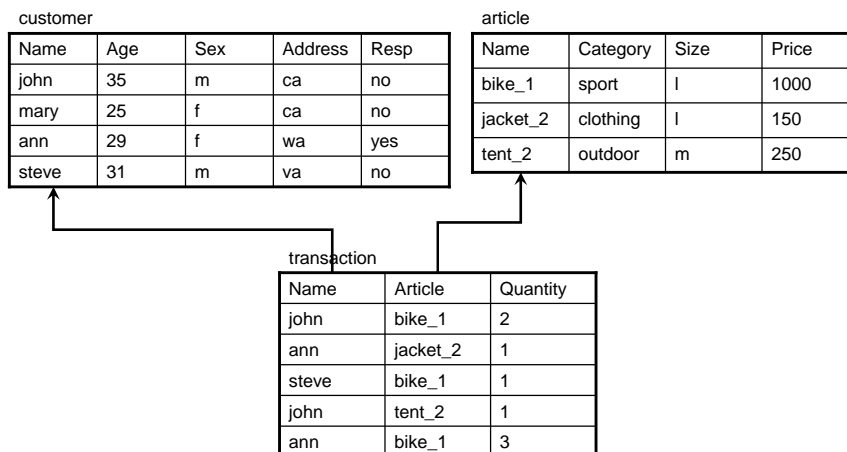 customer
Name Age Sex Address Resp
john 35 m ca no
mary 25 f ca no
ann 29 f wa yes
steve 31 m va no
article
Name Category Size Price
bike_1 sport l 1000
jacket_2 clothing l 150
tent_2 outdoor m 250
transaction
Name Article Quantity
john bike_1 2
ann jacket_2 1
steve bike_1 1
john tent_2 1
ann bike_1 3